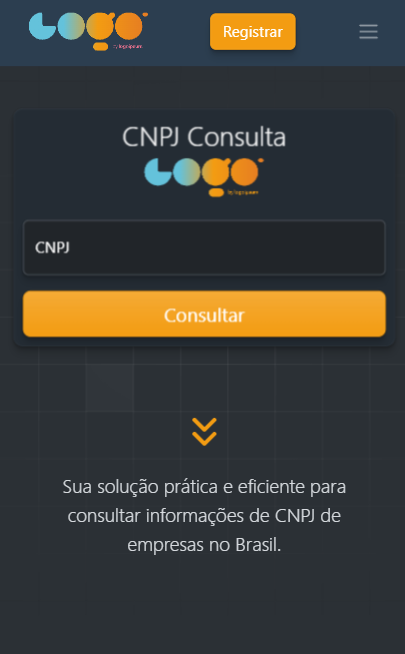 Logo
by logoipsum
Registrar
CNPJ Consulta
Logo
by logoipsum
CNPJ
Consultar
Sua solução prática e eficiente para
consultar informações de CNPJ de
empresas no Brasil.